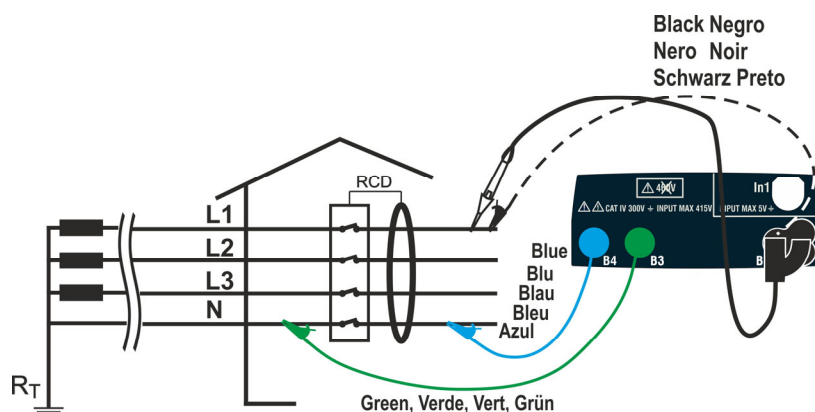 Black Negro
Nero Noir
Schwarz Preto
RCD
L1
L2
L3
N
RT
400V
In1
CAT IV 300V INPUT MAX 415V
INPUT MAX 5V
B4
B3
B
Blue
Blu
Blau
Bleu
Azul
Green, Verde, Vert, Grün